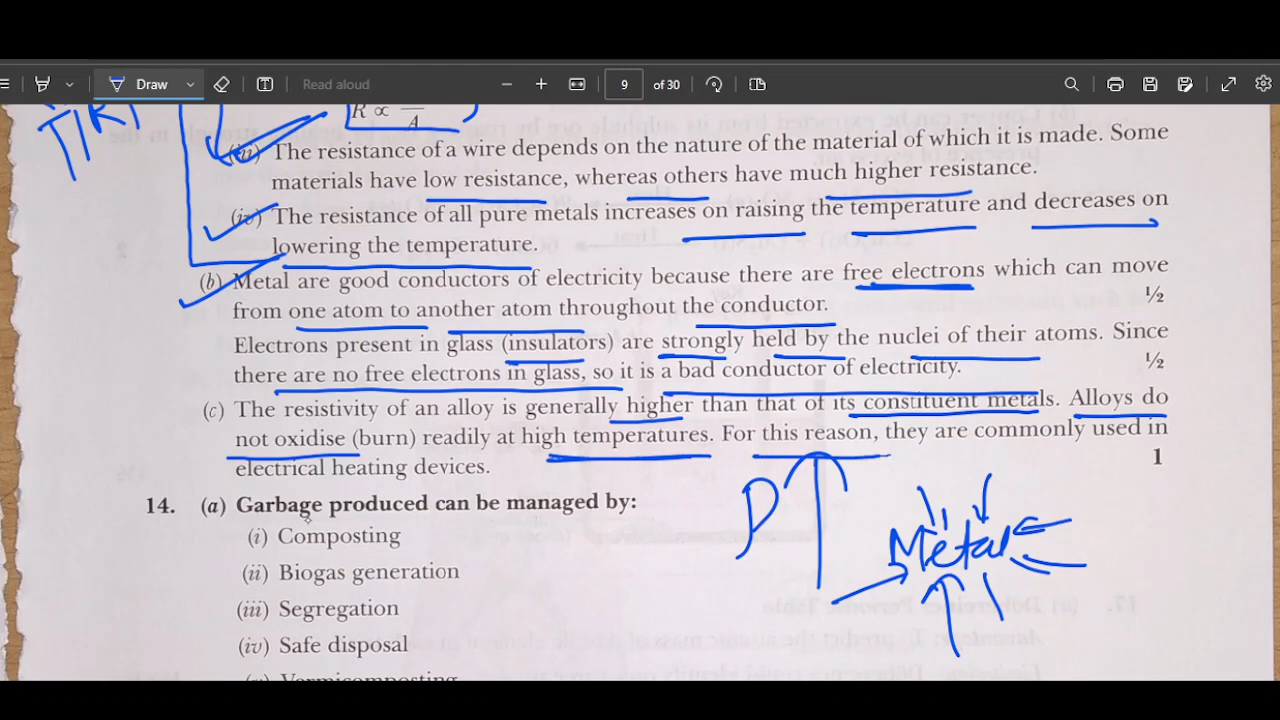 Draw
Read aloud
9 of 30
T(R)
R ∝ — A
(iii) The resistance of a wire depends on the nature of the material of which it is made. Some
materials have low resistance, whereas others have much higher resistance.
(iv) The resistance of all pure metals increases on raising the temperature and decreases on
lowering the temperature.
(b) Metal are good conductors of electricity because there are free electrons which can move
from one atom to another atom throughout the conductor. ½
Electrons present in glass (insulators) are strongly held by the nuclei of their atoms. Since
there are no free electrons in glass, so it is a bad conductor of electricity. ½
(c) The resistivity of an alloy is generally higher than that of its constituent metals. Alloys do
not oxidise (burn) readily at high temperatures. For this reason, they are commonly used in
electrical heating devices. 1
14. (a) Garbage produced can be managed by:
(i) Composting
(ii) Biogas generation
(iii) Segregation
(iv) Safe disposal
(v) Vermicomposting
Metal